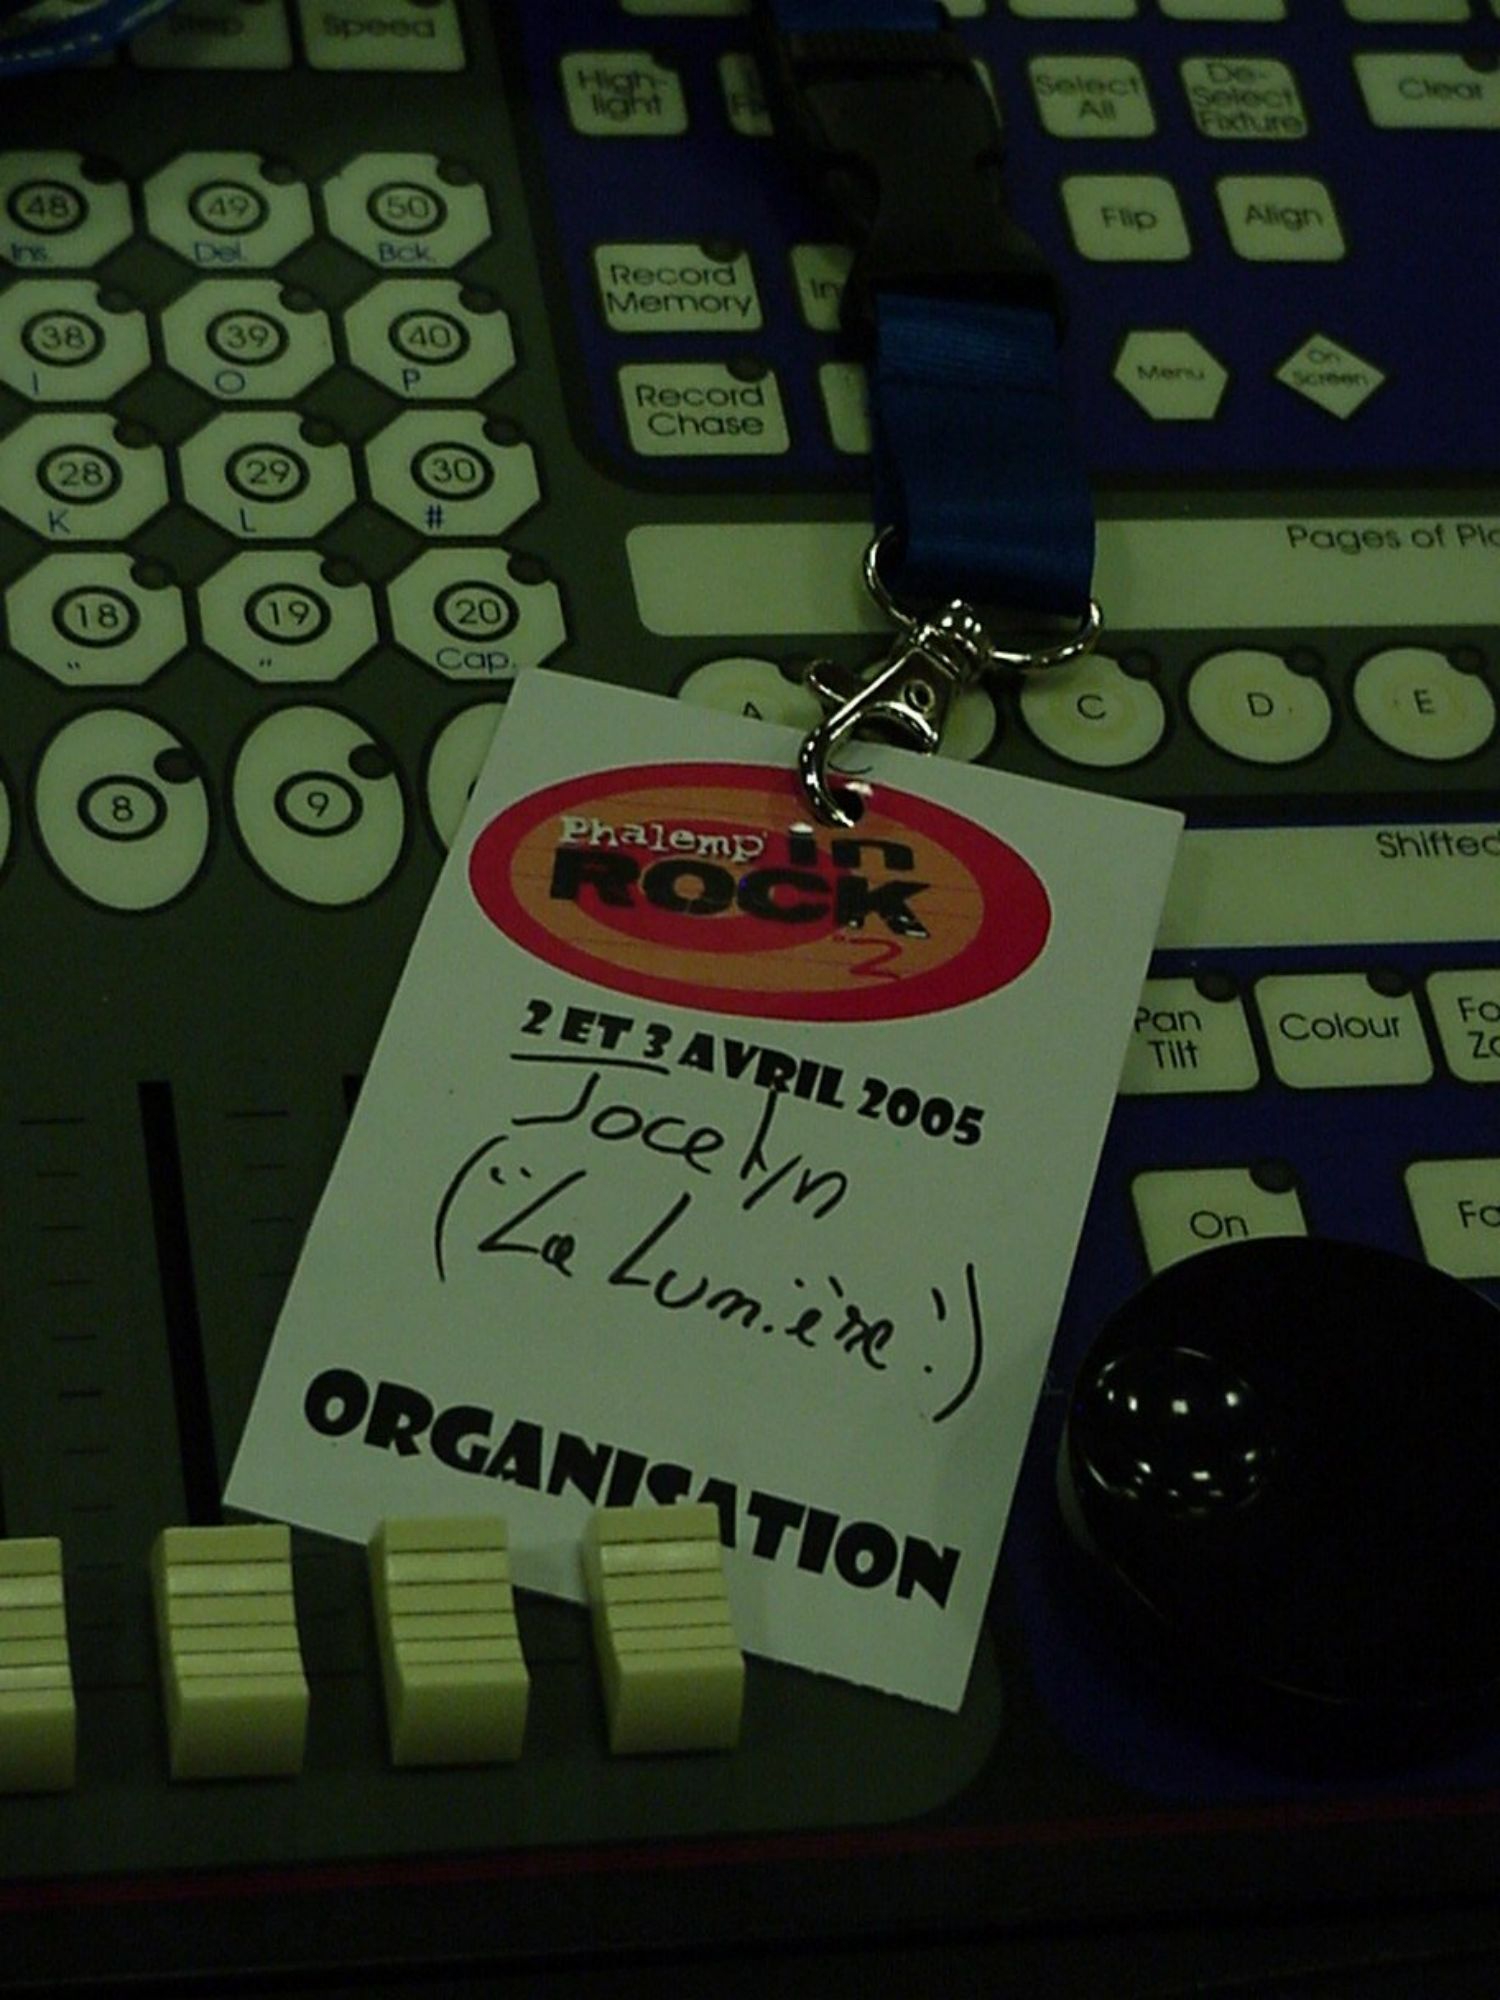 Step Speed
High-
light
Select
All
De-
Select
Fixture
Clear
48 49 50
Ins. Del. Bck.
Flip Align
Record
Memory
38 39 40
I O P
Menu
On
Screen
Record
Chase
28 29 30
K L #
Pages of
18 19 20
" " Cap.
A C D E
8 9
Shifted
Phalemp in
ROCK
2
2 ET 3 AVRIL 2005
Jocelyn
("La Lumière!")
ORGANISATION
Pan
Tilt
Colour
On